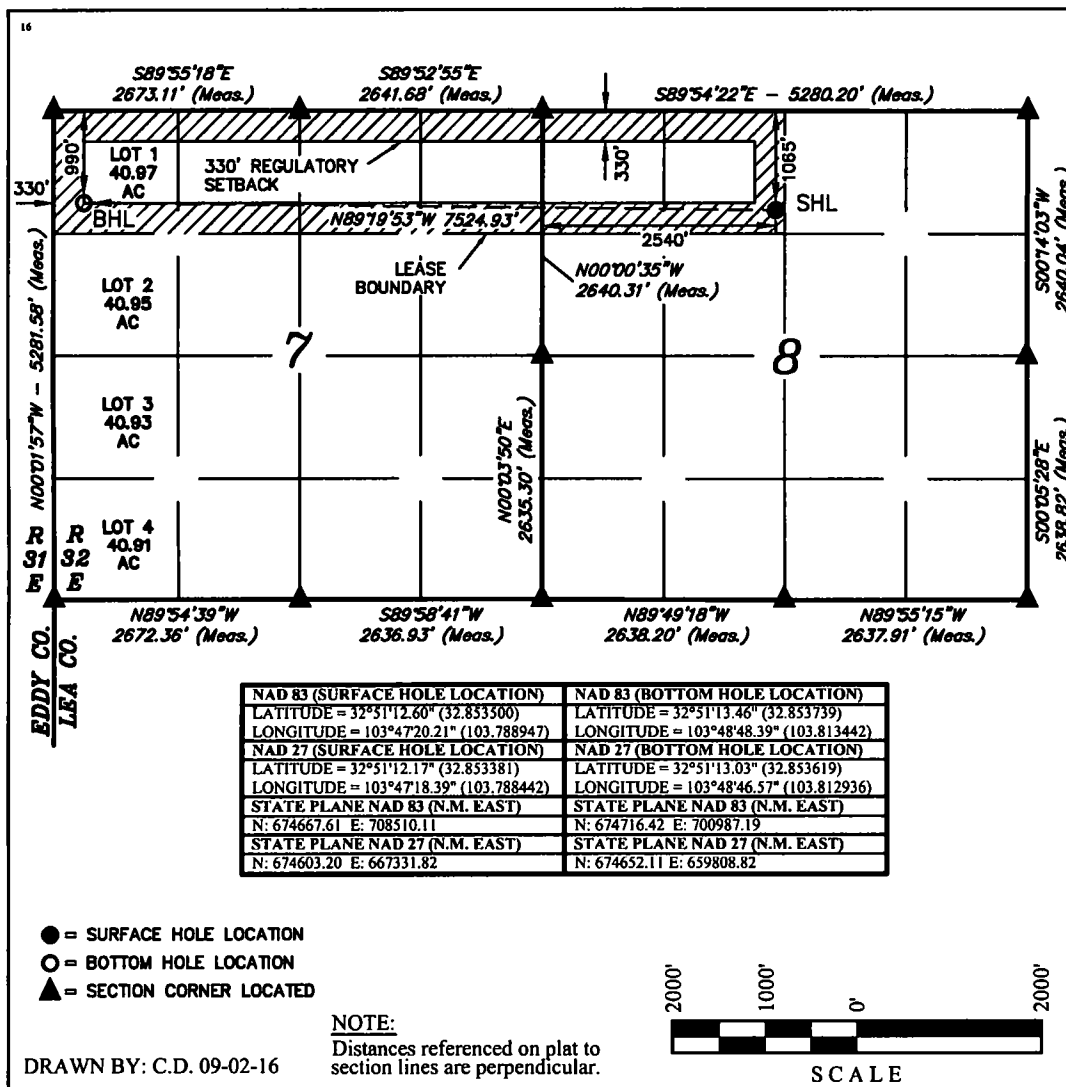 16
S89°55'18"E
2673.11' (Meas.)
S89°52'55"E
2641.68' (Meas.)
S89°54'22"E - 5280.20' (Meas.)
990'
LOT 1
40.97
AC
330' REGULATORY
SETBACK
330'
1065'
330'
BHL
SHL
N89°19'53"W 7524.93'
2540'
LEASE
BOUNDARY
N00°00'35"W
2640.31' (Meas.)
S00°14'03"W
2640.04' (Meas.)
LOT 2
40.95
AC
7
8
N00°01'57"W - 5281.58' (Meas.)
LOT 3
40.93
AC
N00°03'50"E
2635.30' (Meas.)
S00°05'28"E
2638.82' (Meas.)
LOT 4
40.91
AC
R R
31 32
E E
N89°54'39"W
2672.36' (Meas.)
S89°58'41"W
2636.93' (Meas.)
N89°49'18"W
2638.20' (Meas.)
N89°55'15"W
2637.91' (Meas.)
EDDY CO.
LEA CO.
NAD 83 (SURFACE HOLE LOCATION) NAD 83 (BOTTOM HOLE LOCATION)
LATITUDE = 32°51'12.60" (32.853500) LATITUDE = 32°51'13.46" (32.853739)
LONGITUDE = 103°47'20.21" (103.788947) LONGITUDE = 103°48'48.39" (103.813442)
NAD 27 (SURFACE HOLE LOCATION) NAD 27 (BOTTOM HOLE LOCATION)
LATITUDE = 32°51'12.17" (32.853381) LATITUDE = 32°51'13.03" (32.853619)
LONGITUDE = 103°47'18.39" (103.788442) LONGITUDE = 103°48'46.57" (103.812936)
STATE PLANE NAD 83 (N.M. EAST) STATE PLANE NAD 83 (N.M. EAST)
N: 674667.61 E: 708510.11 N: 674716.42 E: 700987.19
STATE PLANE NAD 27 (N.M. EAST) STATE PLANE NAD 27 (N.M. EAST)
N: 674603.20 E: 667331.82 N: 674652.11 E: 659808.82
= SURFACE HOLE LOCATION
= BOTTOM HOLE LOCATION
= SECTION CORNER LOCATED
2000' 1000' 0' 2000'
NOTE:
Distances referenced on plat to
section lines are perpendicular.
DRAWN BY: C.D. 09-02-16
SCALE